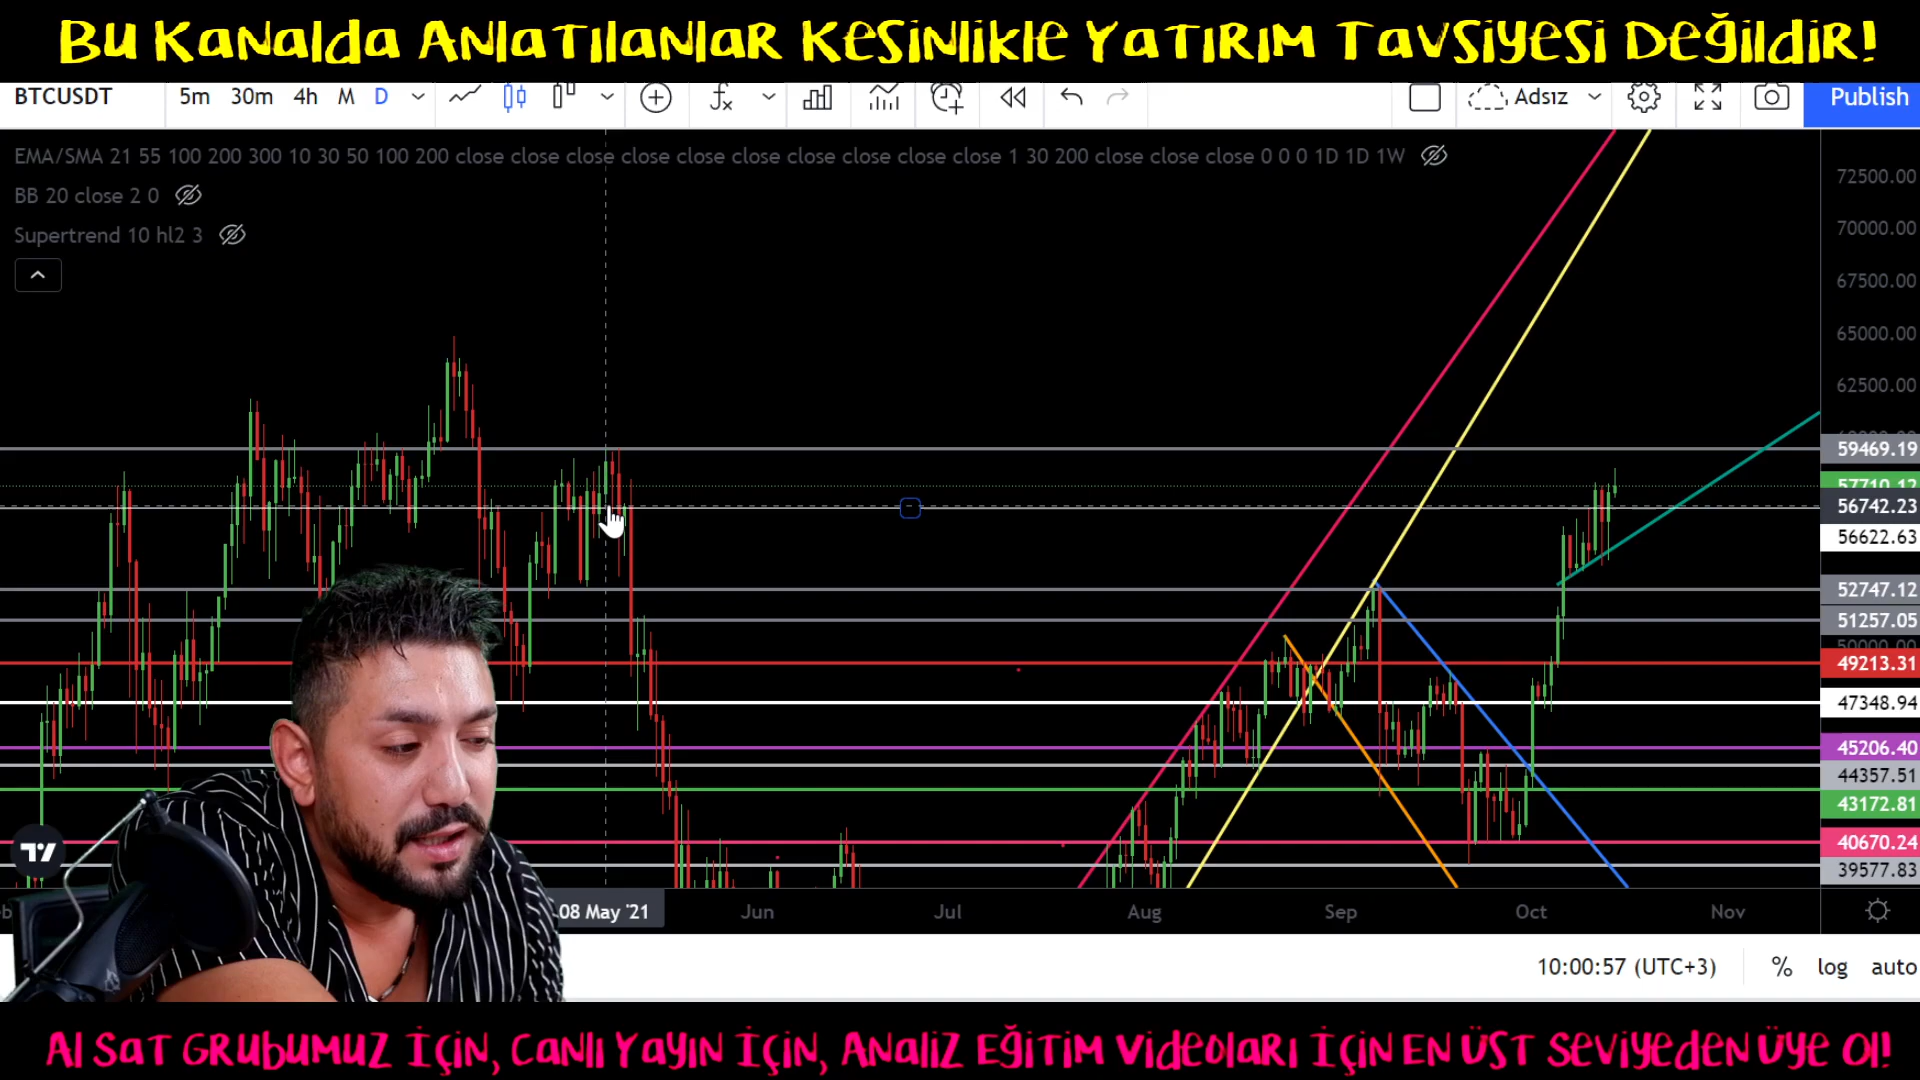 Bu Kanalda Anlatılanlar Kesinlikle Yatırım Tavsiyesi Değildir!
BTCUSDT 5m 30m 4h M D Adsız Publish
EMA/SMA 21 55 100 200 300 10 30 50 100 200 close close close close close close close close close close 1 30 200 close close close 0 0 0 1D 1D 1W
BB 20 close 2 0
Supertrend 10 hl2 3
72500.00
70000.00
67500.00
65000.00
62500.00
59469.19
57710.12
56742.23
56622.63
52747.12
51257.05
50000.00
49213.31
47348.94
45206.40
44357.51
43172.81
40670.24
39577.83
08 May '21 Jun Jul Aug Sep Oct Nov
10:00:57 (UTC+3) % log auto
Al Sat Grubumuz İçin, Canlı Yayın İçin, Analiz Eğitim Videoları İçin En Üst Seviyeden Üye Ol!